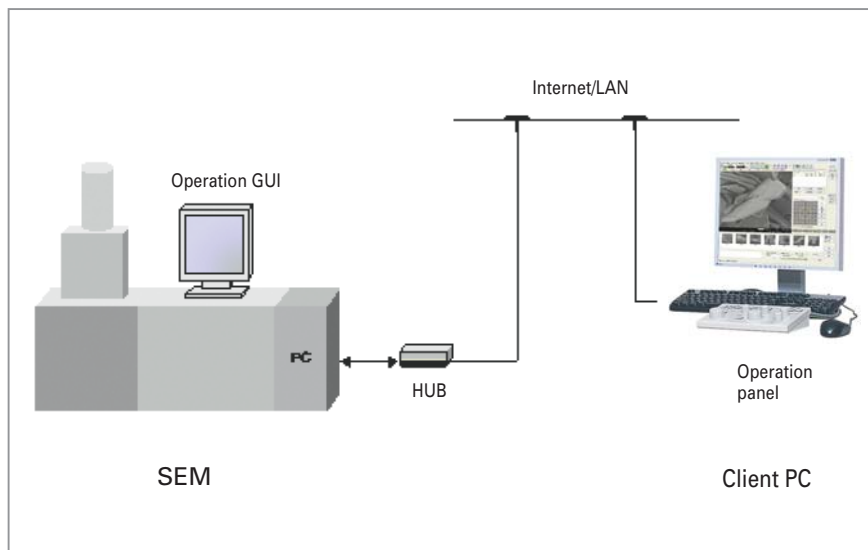 Internet/LAN
Operation GUI
PC
HUB
Operation
panel
SEM
Client PC